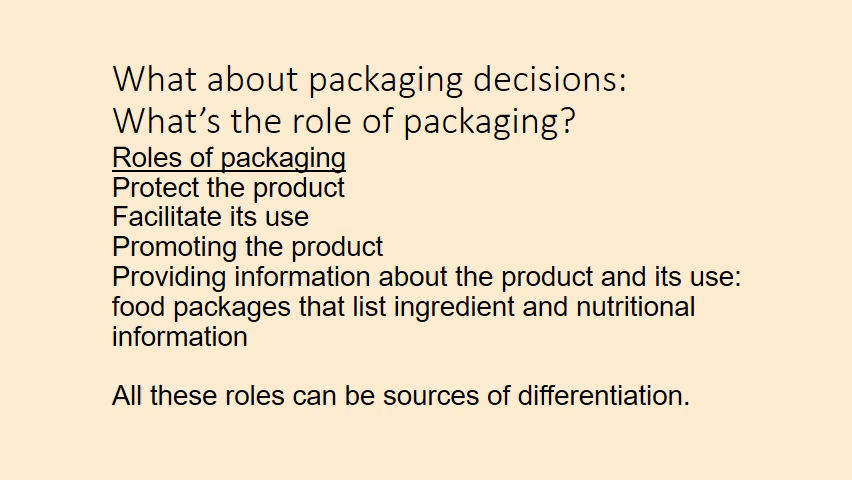 What about packaging decisions:
What’s the role of packaging?
Roles of packaging
Protect the product
Facilitate its use
Promoting the product
Providing information about the product and its use:
food packages that list ingredient and nutritional
information
All these roles can be sources of differentiation.